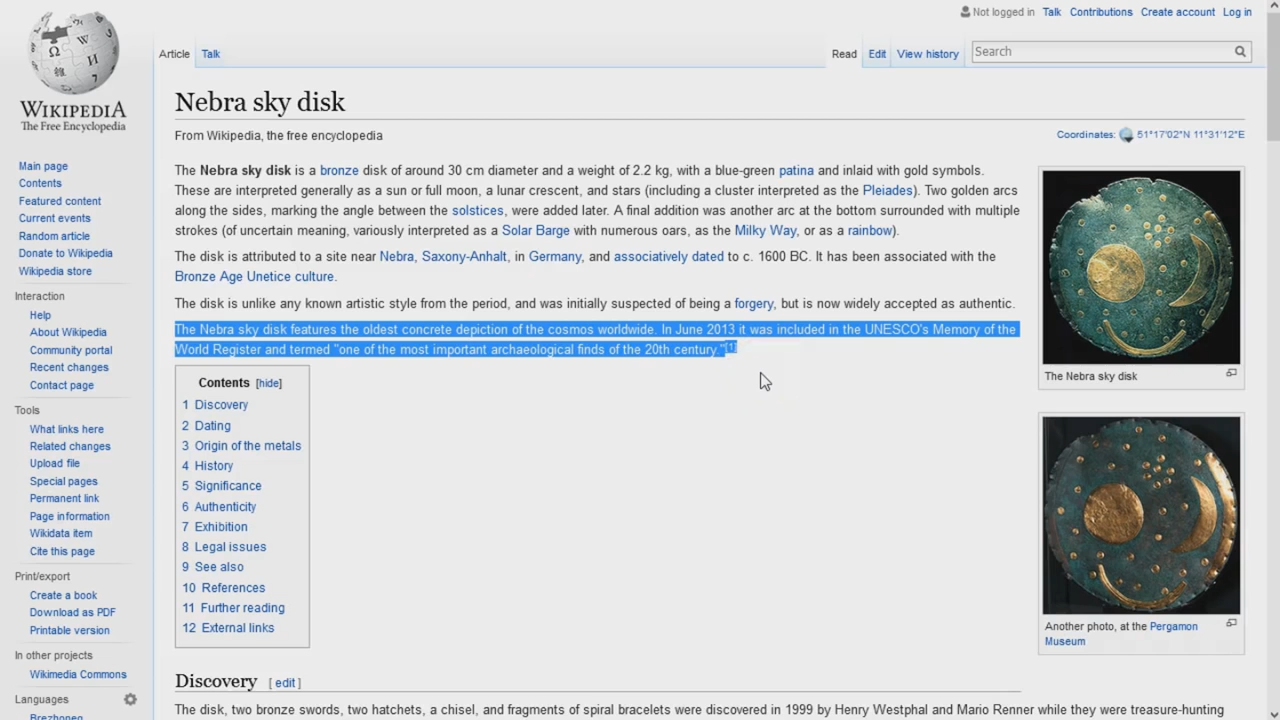 Not logged in Talk Contributions Create account Log in
Article Talk Read Edit View history Search
WIKIPEDIA
The Free Encyclopedia
Main page
Contents
Featured content
Current events
Random article
Donate to Wikipedia
Wikipedia store
Interaction
Help
About Wikipedia
Community portal
Recent changes
Contact page
Tools
What links here
Related changes
Upload file
Special pages
Permanent link
Page information
Wikidata item
Cite this page
Print/export
Create a book
Download as PDF
Printable version
In other projects
Wikimedia Commons
Languages
Brezhoneg
Nebra sky disk
From Wikipedia, the free encyclopedia
Coordinates: 51°17′02″N 11°31′12″E
The Nebra sky disk is a bronze disk of around 30 cm diameter and a weight of 2.2 kg, with a blue-green patina and inlaid with gold symbols.
These are interpreted generally as a sun or full moon, a lunar crescent, and stars (including a cluster interpreted as the Pleiades). Two golden arcs
along the sides, marking the angle between the solstices, were added later. A final addition was another arc at the bottom surrounded with multiple
strokes (of uncertain meaning, variously interpreted as a Solar Barge with numerous oars, as the Milky Way, or as a rainbow).
The disk is attributed to a site near Nebra, Saxony-Anhalt, in Germany, and associatively dated to c. 1600 BC. It has been associated with the
Bronze Age Unetice culture.
The disk is unlike any known artistic style from the period, and was initially suspected of being a forgery, but is now widely accepted as authentic.
The Nebra sky disk features the oldest concrete depiction of the cosmos worldwide. In June 2013 it was included in the UNESCO's Memory of the
World Register and termed "one of the most important archaeological finds of the 20th century."[1]
Contents [hide]
1 Discovery
2 Dating
3 Origin of the metals
4 History
5 Significance
6 Authenticity
7 Exhibition
8 Legal issues
9 See also
10 References
11 Further reading
12 External links
The Nebra sky disk
Another photo, at the Pergamon
Museum
Discovery [ edit ]
The disk, two bronze swords, two hatchets, a chisel, and fragments of spiral bracelets were discovered in 1999 by Henry Westphal and Mario Renner while they were treasure-hunting